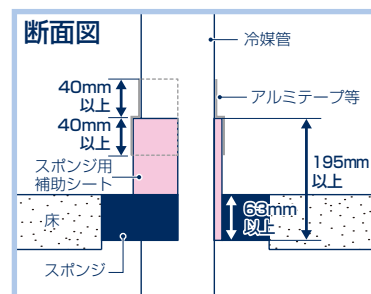 断面図
冷媒管
40mm
以上
アルミテープ等
40mm
以上
スポンジ用
補助シート
195mm
以上
63mm
以上
床
スポンジ